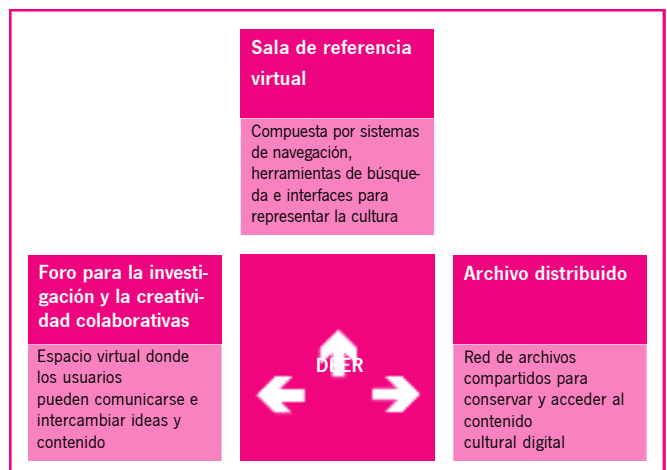 Sala de referencia
virtual
Compuesta por sistemas
de navegación,
herramientas de búsque-
da e interfaces para
representar la cultura
Foro para la investi-
gación y la creativi-
dad colaborativas
Espacio virtual donde
los usuarios
pueden comunicarse e
intercambiar ideas y
contenido
DEER
Archivo distribuido
Red de archivos
compartidos para
conservar y acceder al
contenido
cultural digital